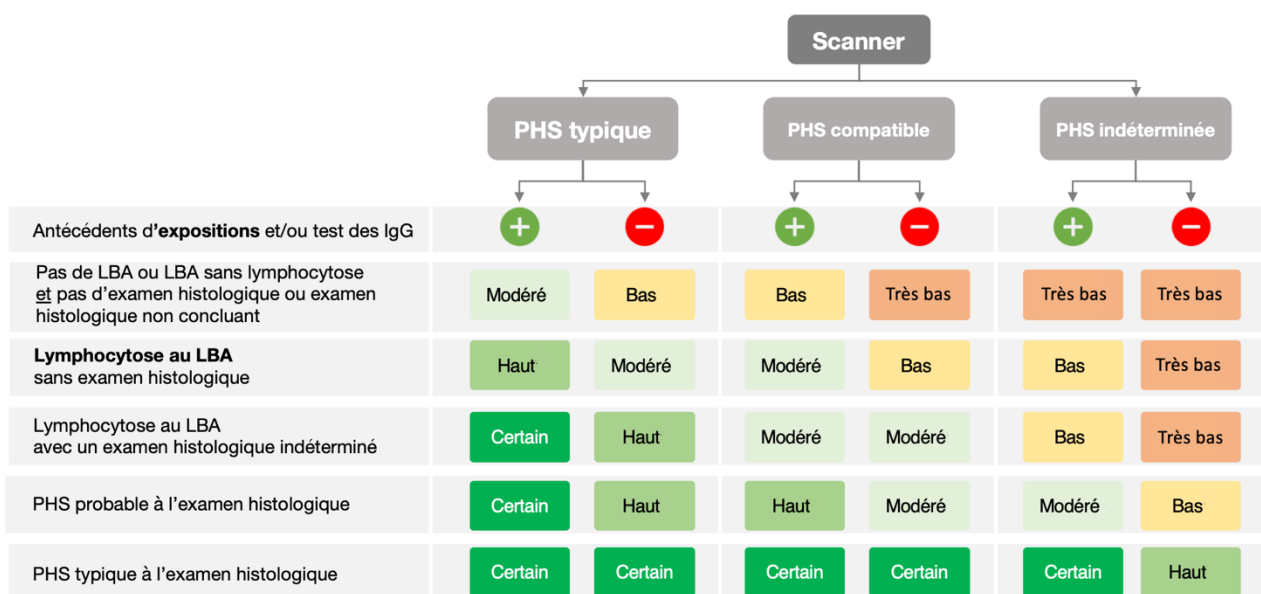 Scanner
PHS typique
PHS compatible
PHS indéterminée
Antécédents d'expositions et/ou test des IgG
+ − + − + −
Pas de LBA ou LBA sans lymphocytose
et pas d'examen histologique ou examen
histologique non concluant
Modéré Bas Bas Très bas Très bas Très bas
Lymphocytose au LBA
sans examen histologique
Haut Modéré Modéré Bas Bas Très bas
Lymphocytose au LBA
avec un examen histologique indéterminé
Certain Haut Modéré Modéré Bas Très bas
PHS probable à l'examen histologique
Certain Haut Haut Modéré Modéré Bas
PHS typique à l'examen histologique
Certain Certain Certain Certain Certain Haut